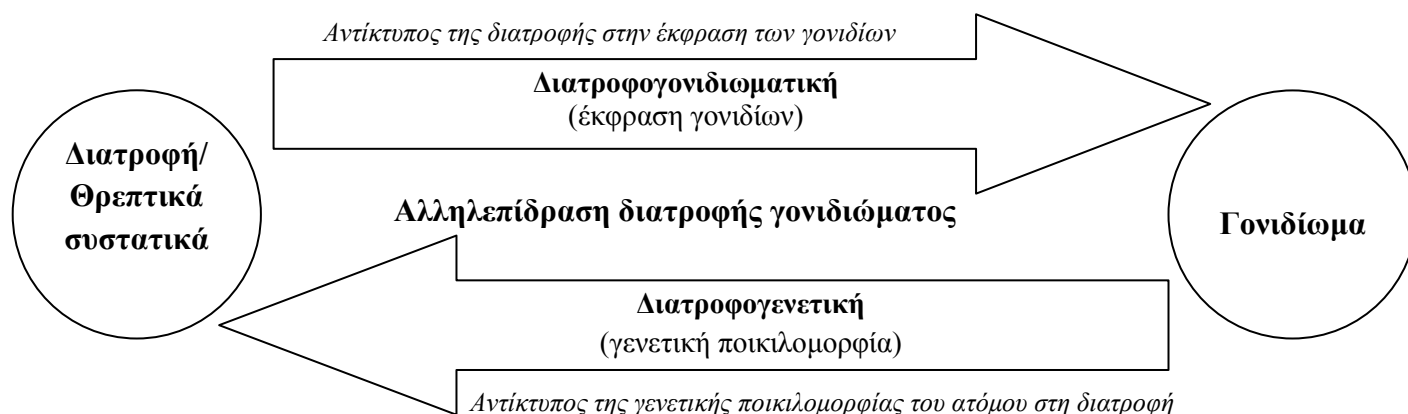 Αντίκτυπος της διατροφής στην έκφραση των γονιδίων
Διατροφογονιδιωματική
(έκφραση γονιδίων)
Διατροφή/
Θρεπτικά
συστατικά
Αλληλεπίδραση διατροφής γονιδιώματος
Γονιδίωμα
Διατροφογενετική
(γενετική ποικιλομορφία)
Αντίκτυπος της γενετικής ποικιλομορφίας του ατόμου στη διατροφή